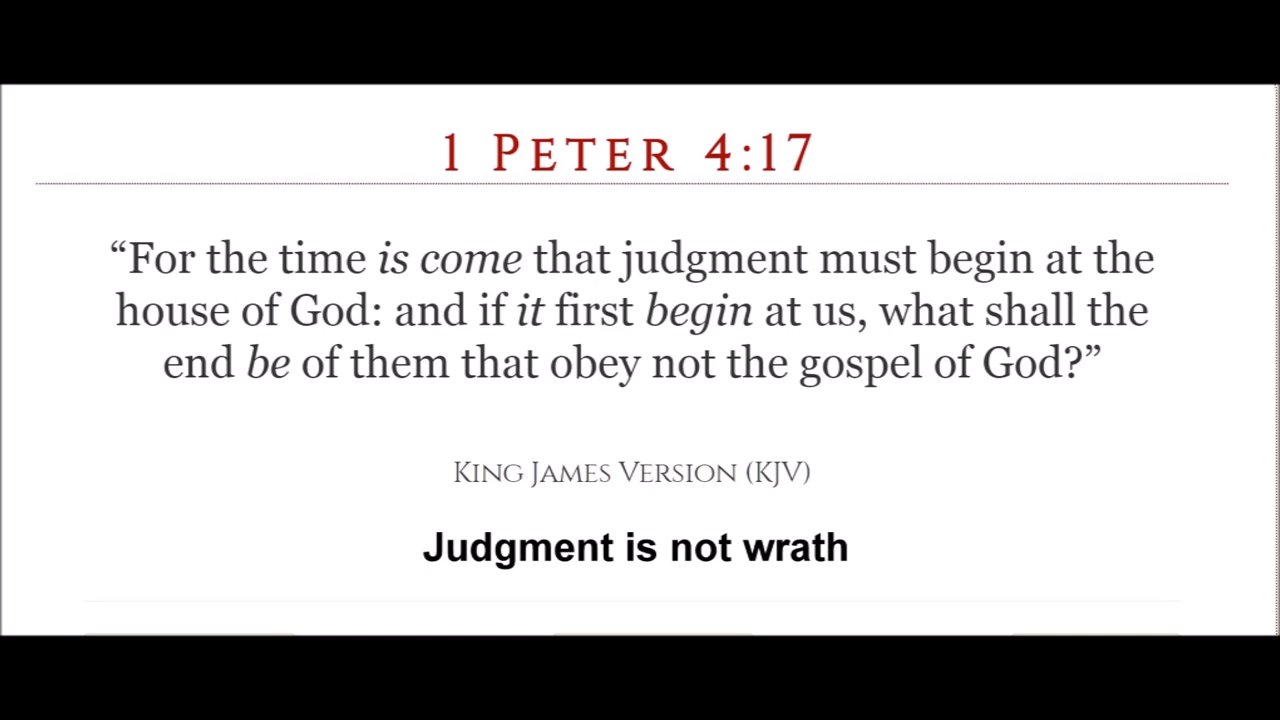 1 PETER 4:17
“For the time is come that judgment must begin at the
house of God: and if it first begin at us, what shall the
end be of them that obey not the gospel of God?”
KING JAMES VERSION (KJV)
Judgment is not wrath